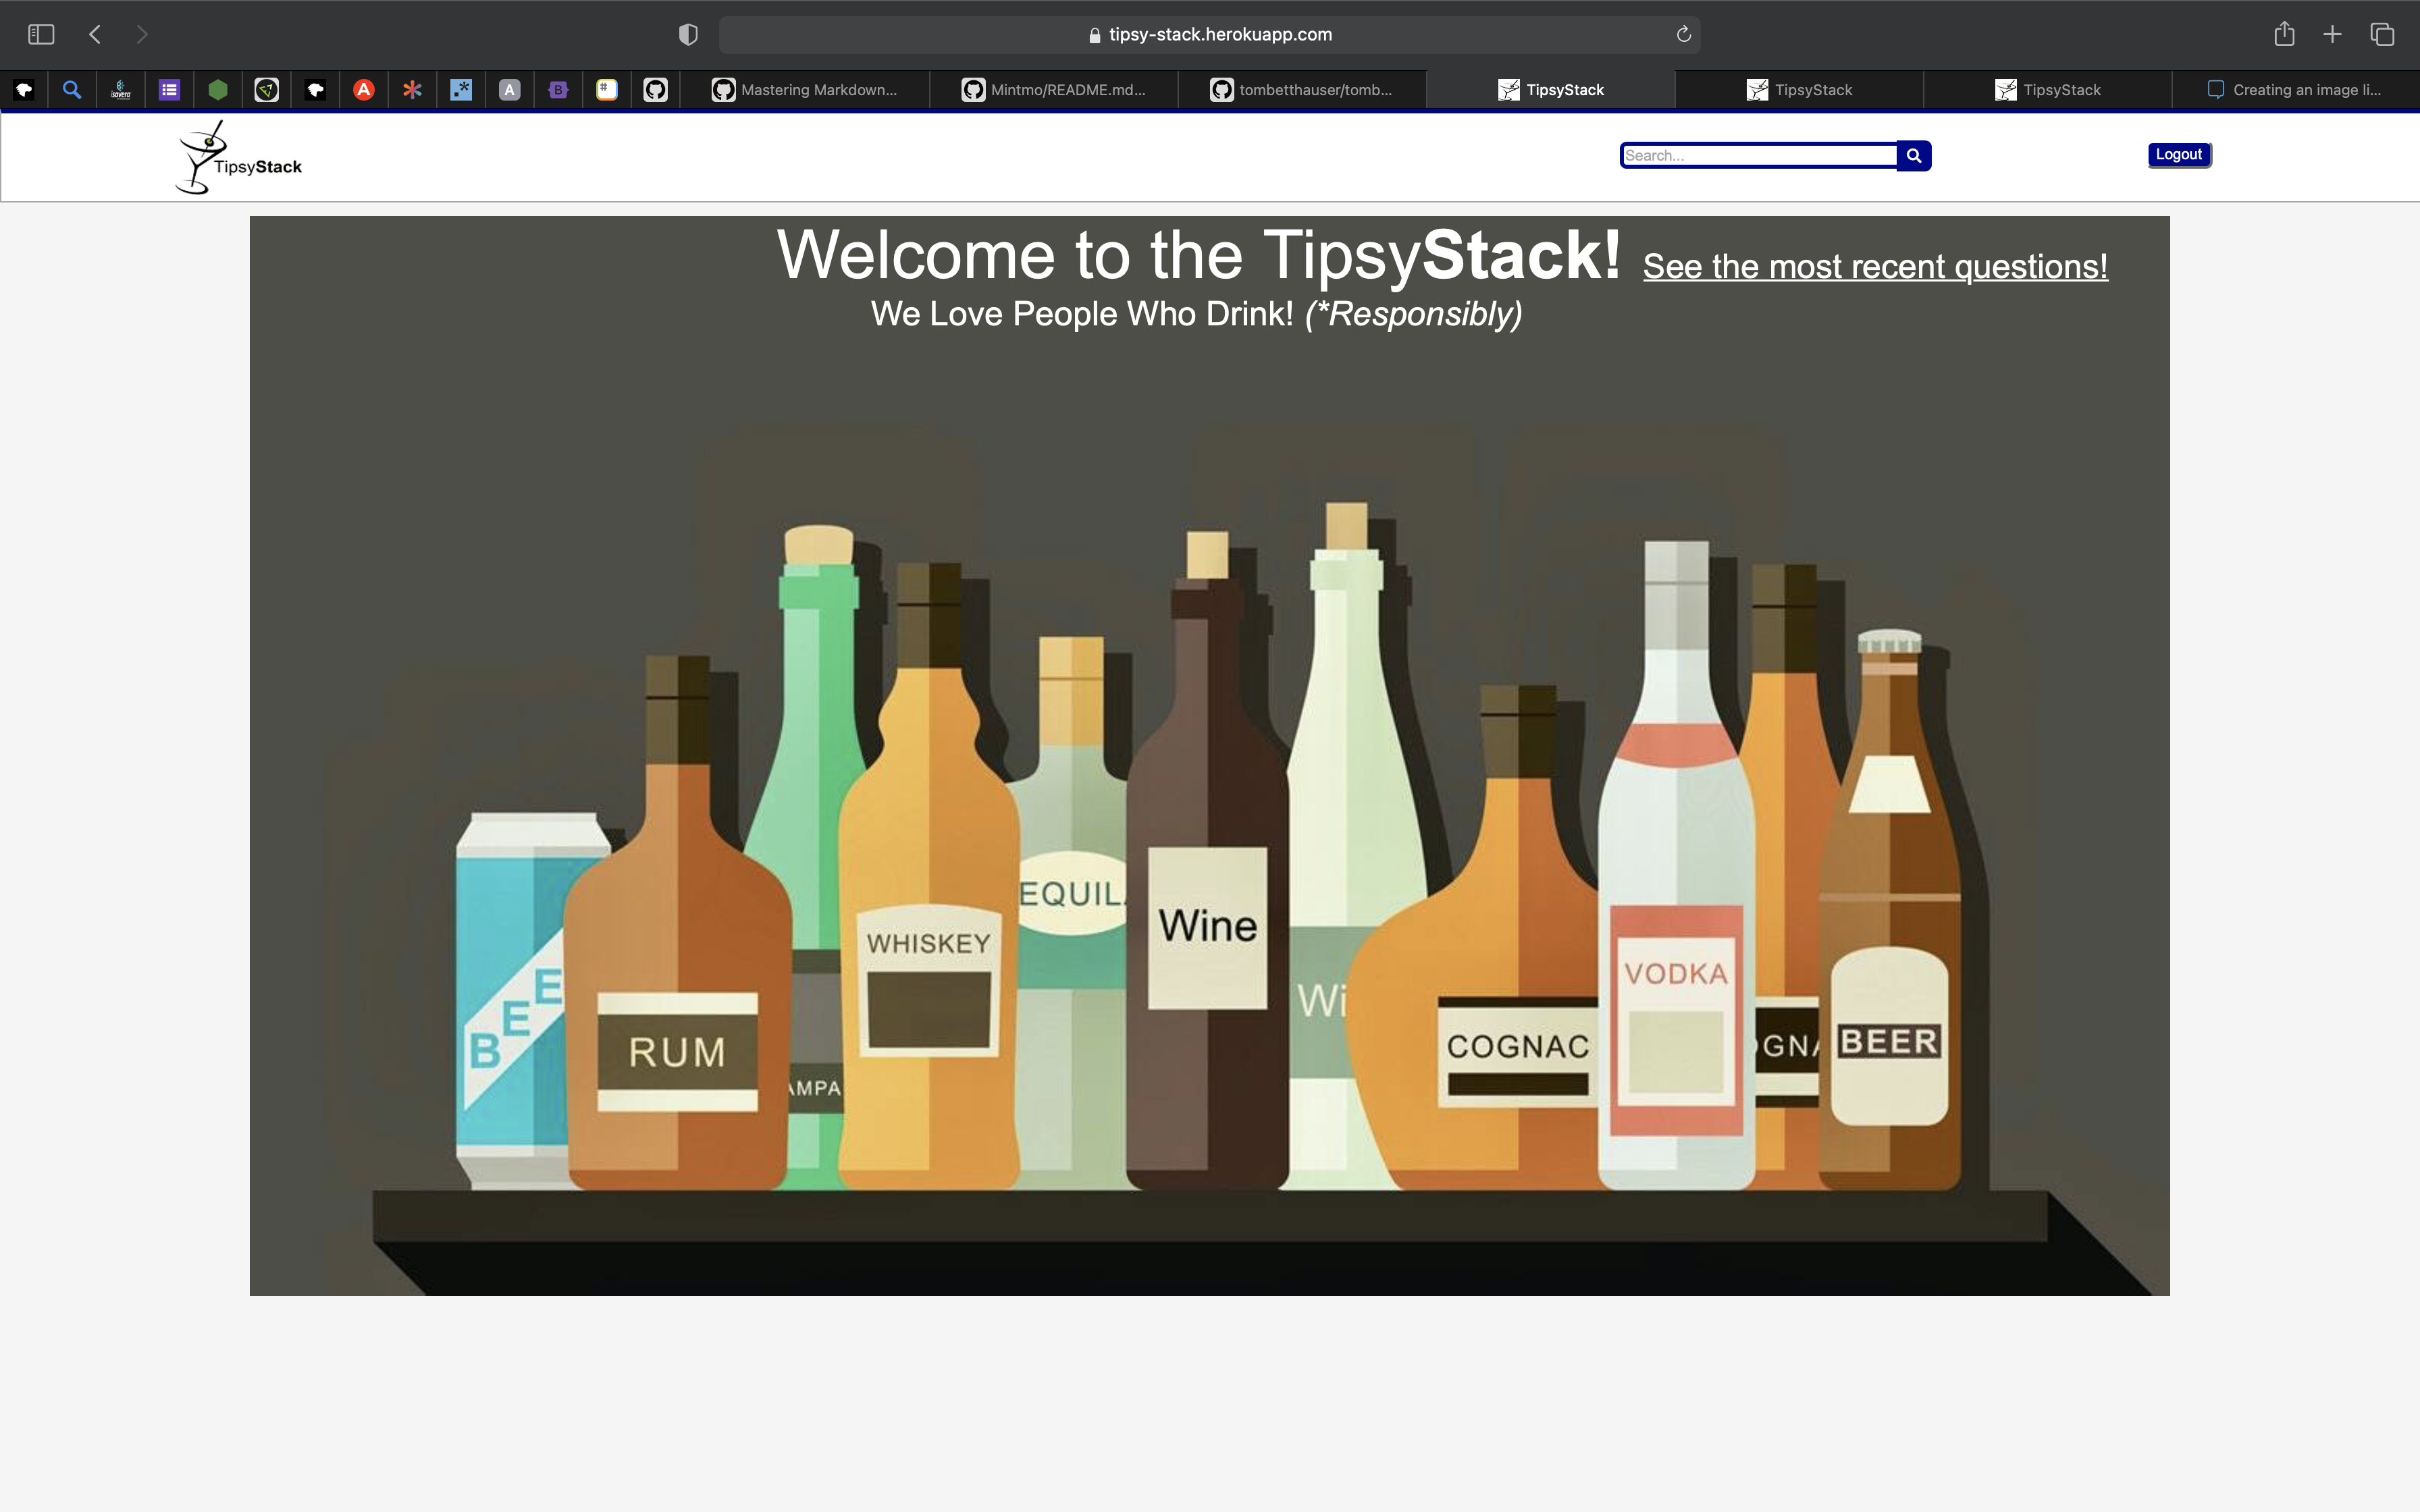 tipsy-stack.herokuapp.com
Mastering Markdown...
Mintmo/README.md...
tombetthauser/tomb...
TipsyStack
TipsyStack
TipsyStack
Creating an image li...
TipsyStack
Search...
Logout
Welcome to the TipsyStack! See the most recent questions!
We Love People Who Drink! (*Responsibly)
BEE
RUM
AMPA
WHISKEY
EQUIL
Wine
Wi
COGNAC
VODKA
OGNA
BEER